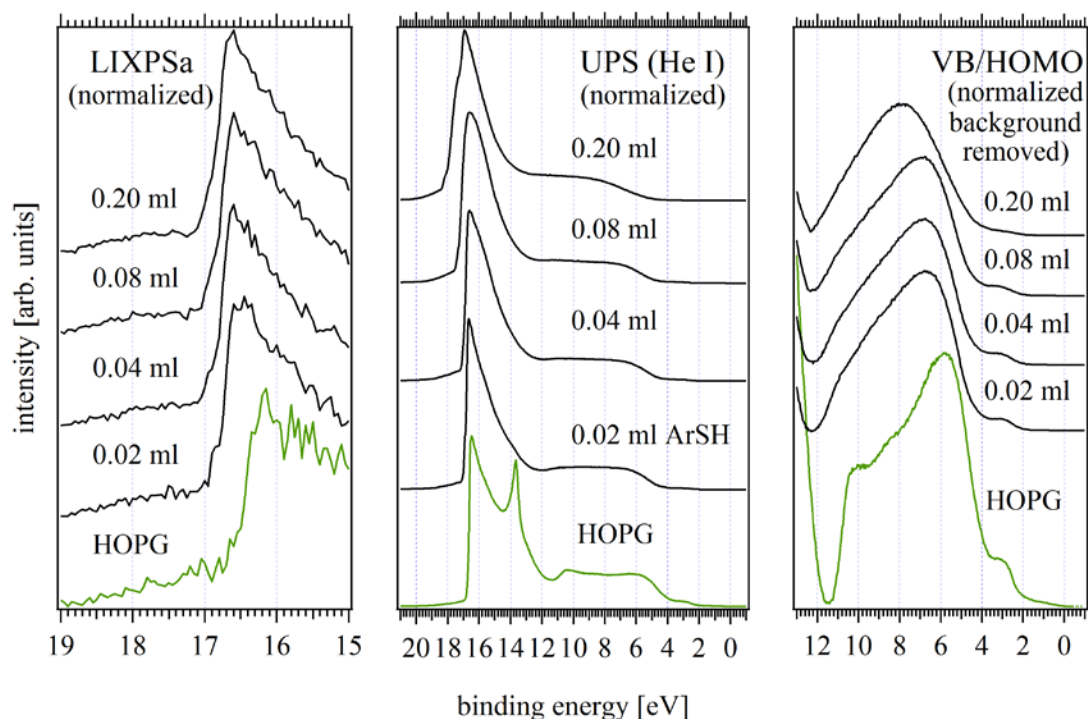 LIXPSa
(normalized)
0.20 ml
0.08 ml
0.04 ml
0.02 ml
HOPG
19 18 17 16 15
UPS (He I)
(normalized)
0.20 ml
0.08 ml
0.04 ml
0.02 ml ArSH
HOPG
20 18 16 14 12 10 8 6 4 2 0
VB/HOMO
(normalized
background
removed)
0.20 ml
0.08 ml
0.04 ml
0.02 ml
HOPG
12 10 8 6 4 2 0
intensity [arb. units]
binding energy [eV]